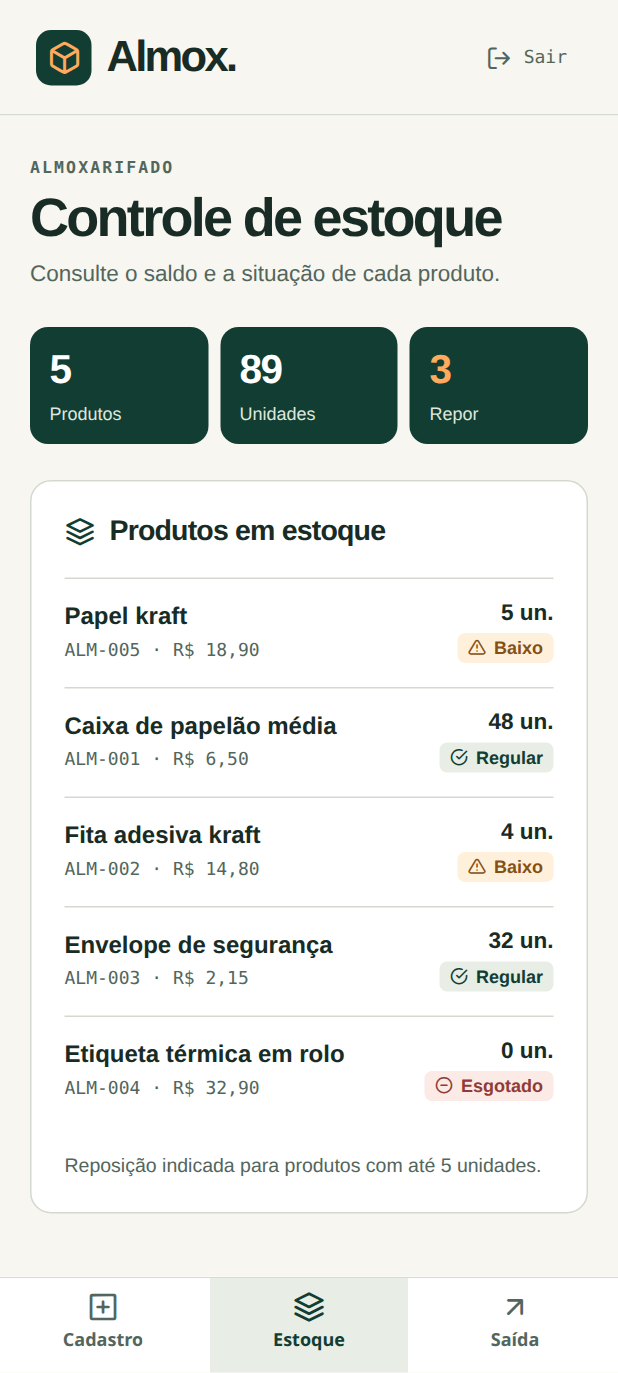 Almox.
Sair
ALMOXARIFADO
Controle de estoque
Consulte o saldo e a situação de cada produto.
5
Produtos
89
Unidades
3
Repor
Produtos em estoque
Papel kraft
5 un.
ALM-005 · R$ 18,90
Baixo
Caixa de papelão média
48 un.
ALM-001 · R$ 6,50
Regular
Fita adesiva kraft
4 un.
ALM-002 · R$ 14,80
Baixo
Envelope de segurança
32 un.
ALM-003 · R$ 2,15
Regular
Etiqueta térmica em rolo
0 un.
ALM-004 · R$ 32,90
Esgotado
Reposição indicada para produtos com até 5 unidades.
Cadastro
Estoque
Saída